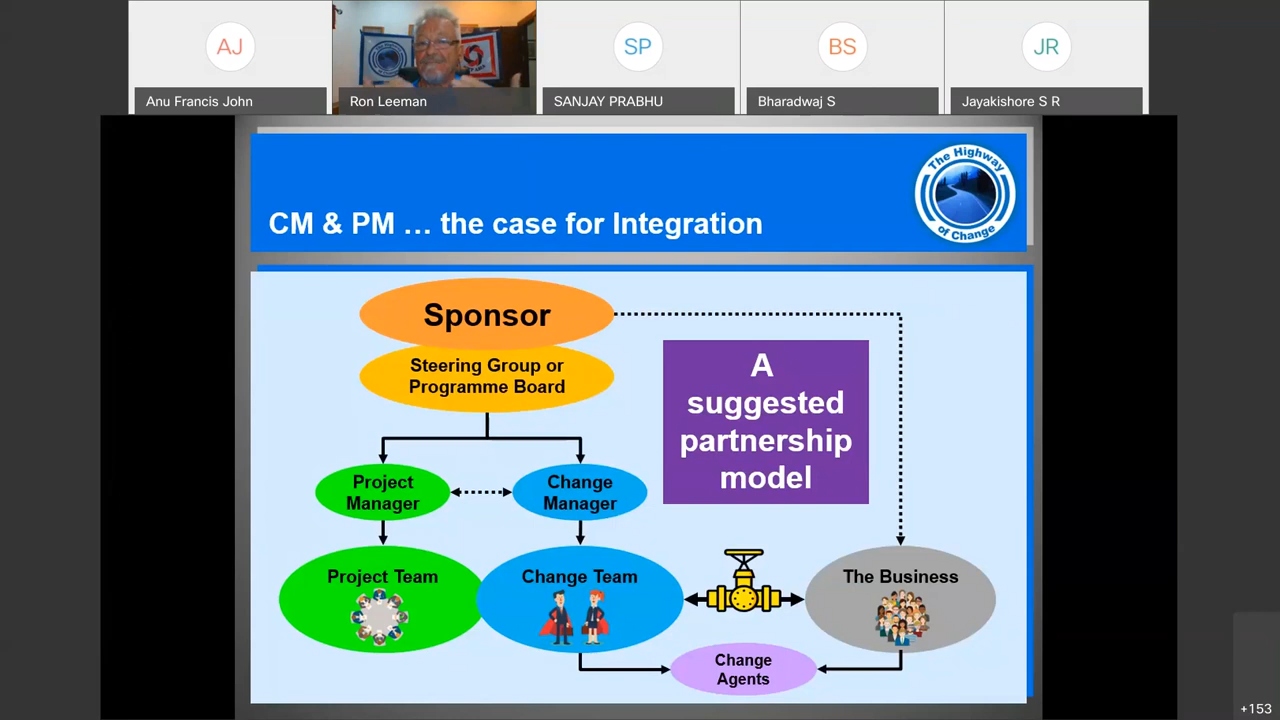 AJ
SP
BS
JR
Anu Francis John
Ron Leeman
SANJAY PRABHU
Bharadwaj S
Jayakishore S R
The Highway
of Change
CM & PM … the case for Integration
Sponsor
Steering Group or
Programme Board
A
suggested
partnership
model
Project
Manager
Change
Manager
Project Team
Change Team
The Business
Change
Agents
+153